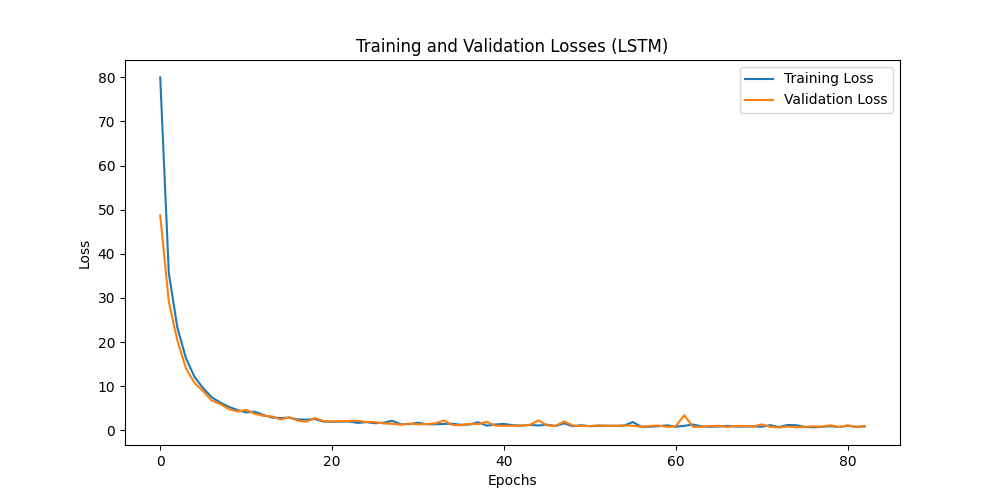 Training and Validation Losses (LSTM)
Training Loss
Validation Loss
80
70
60
50
40
30
20
10
0
Loss
0 20 40 60 80
Epochs